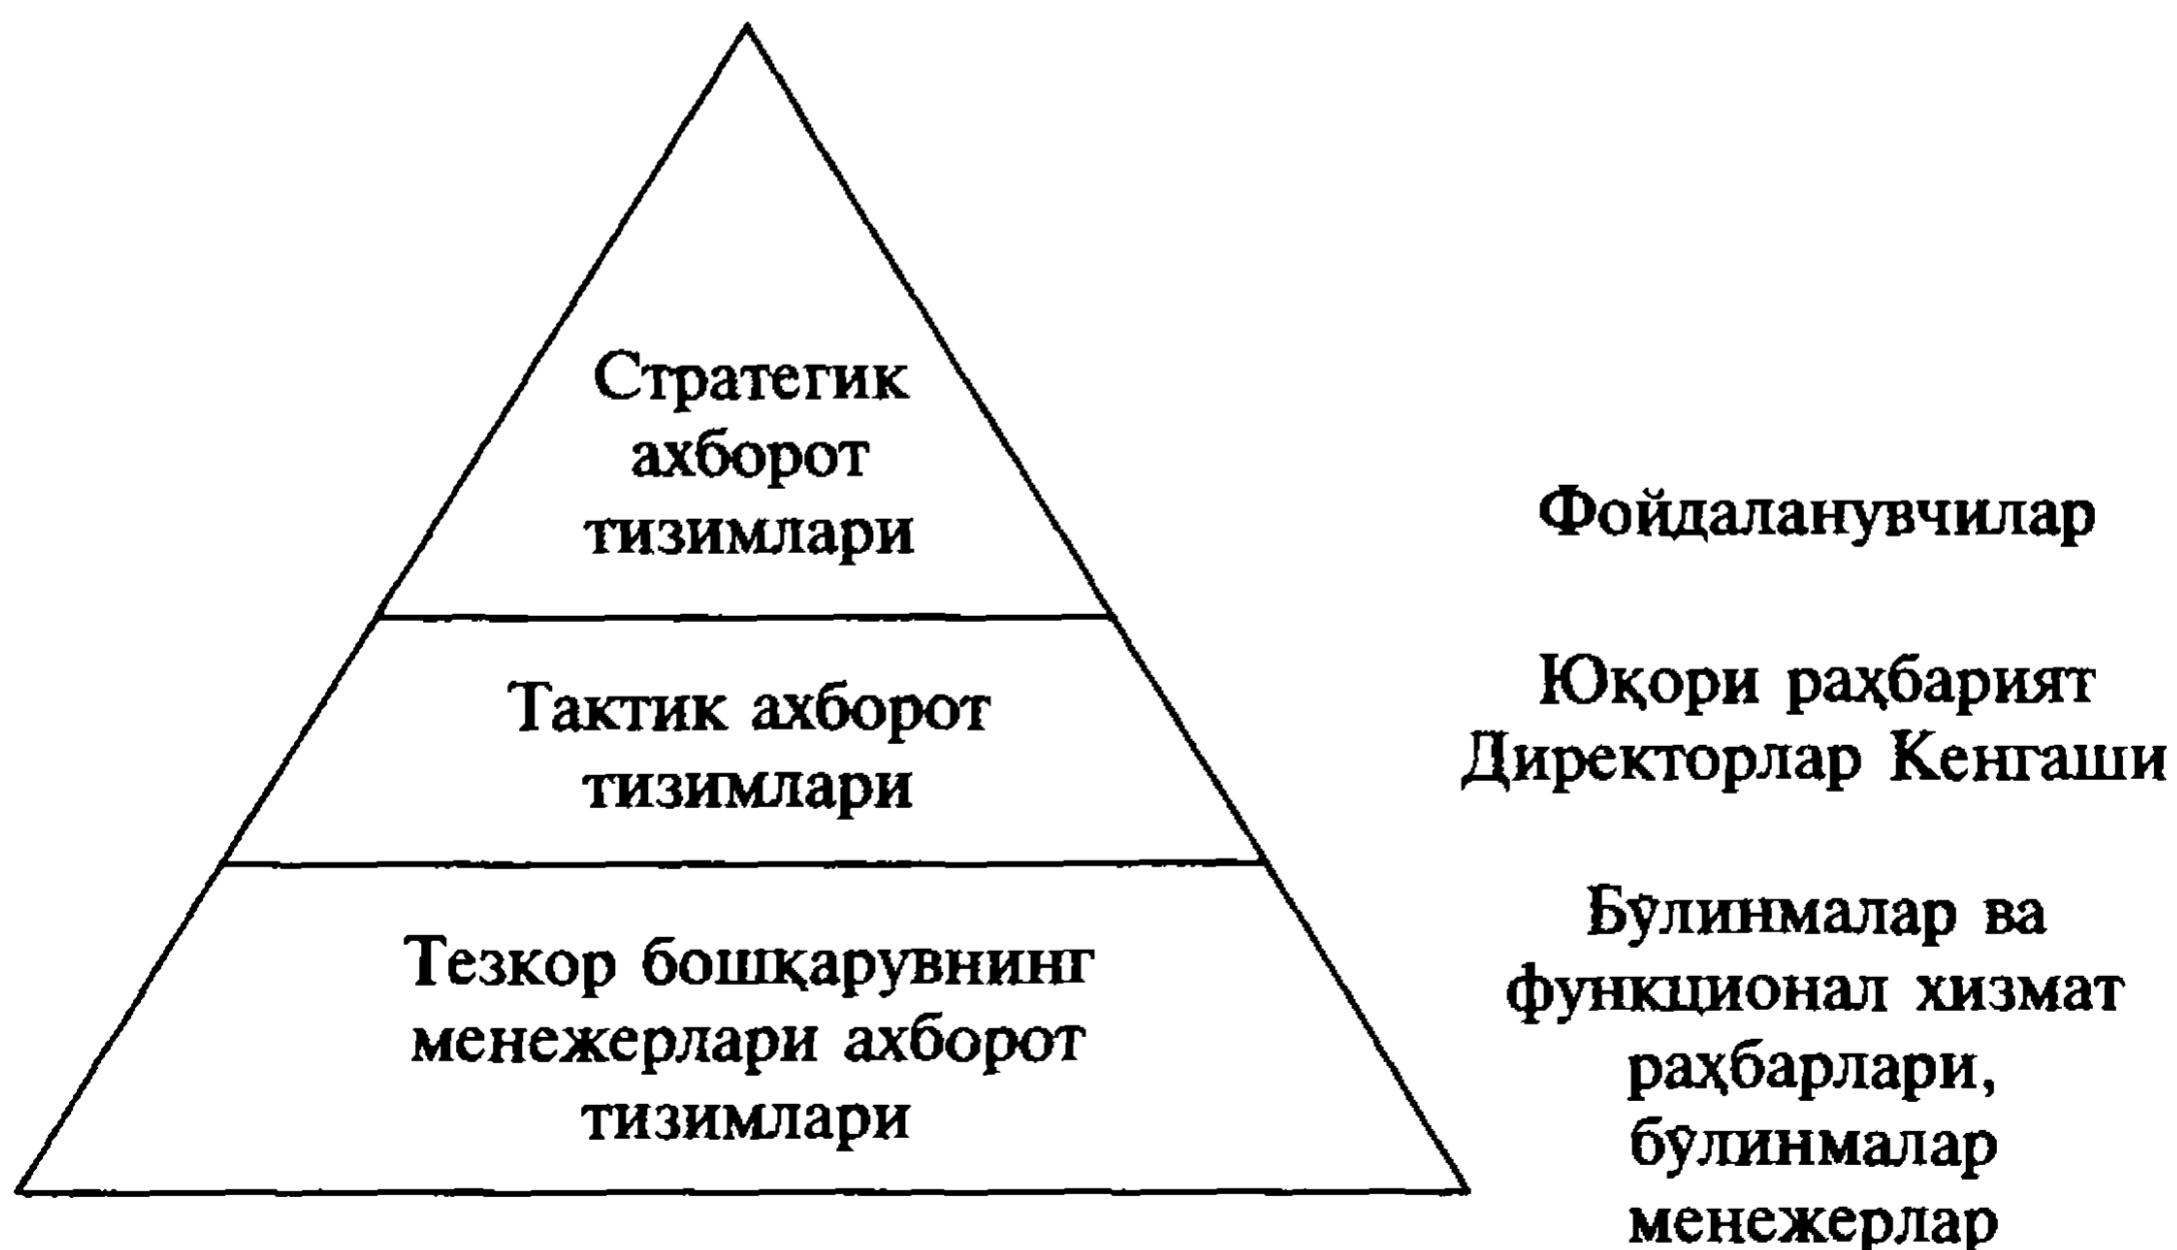 Стратегик
ахборот
тизимлари
Тактик ахборот
тизимлари
Тезкор бошқарувнинг
менежерлари ахборот
тизимлари
Фойдаланувчилар
Юқори раҳбарият
Директорлар Кенгаши
Бўлинмалар ва
функционал хизмат
раҳбарлари,
бўлинмалар
менежерлар